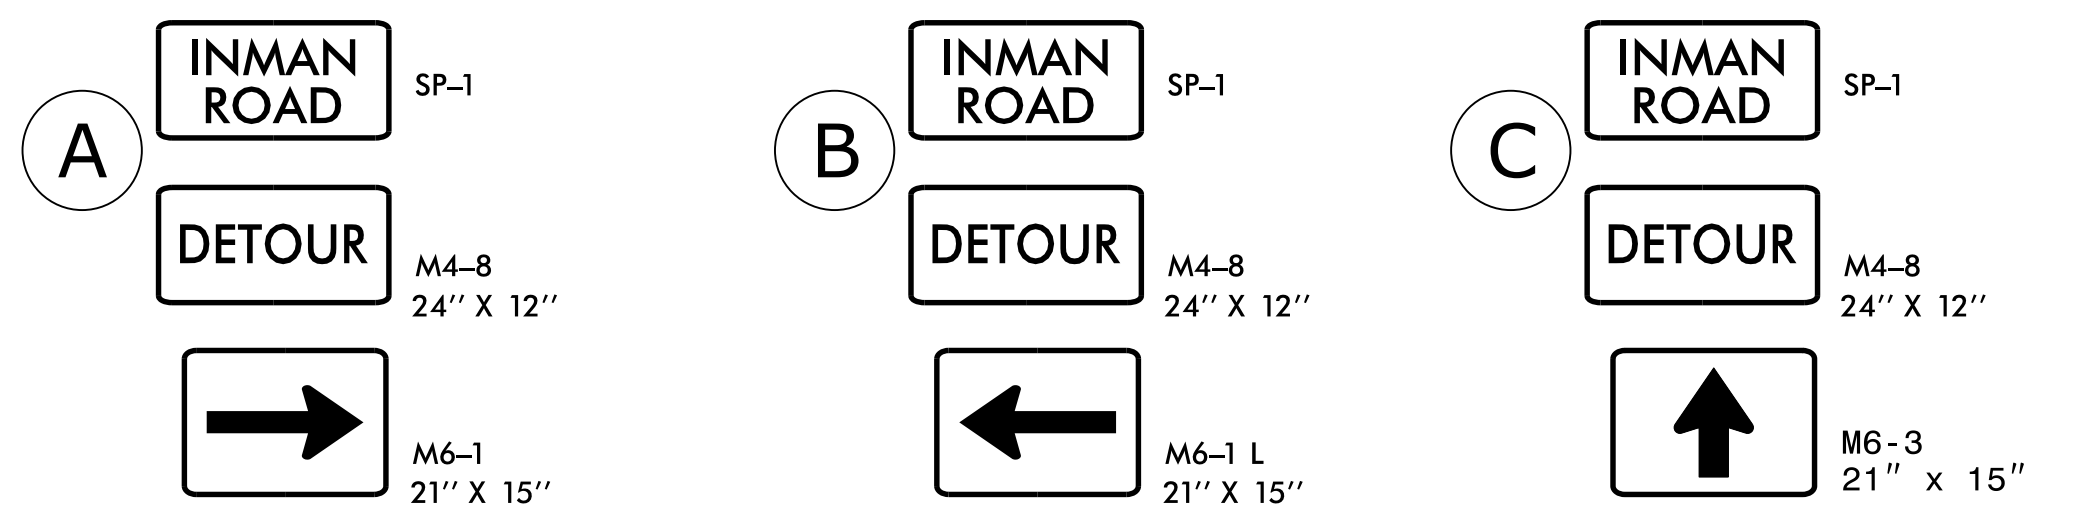 A
INMAN
ROAD
SP–1
DETOUR
M4–8
24'' X 12''
M6–1
21'' X 15''
B
INMAN
ROAD
SP–1
DETOUR
M4–8
24'' X 12''
M6–1 L
21'' X 15''
C
INMAN
ROAD
SP–1
DETOUR
M4–8
24'' X 12''
M6-3
21" x 15"